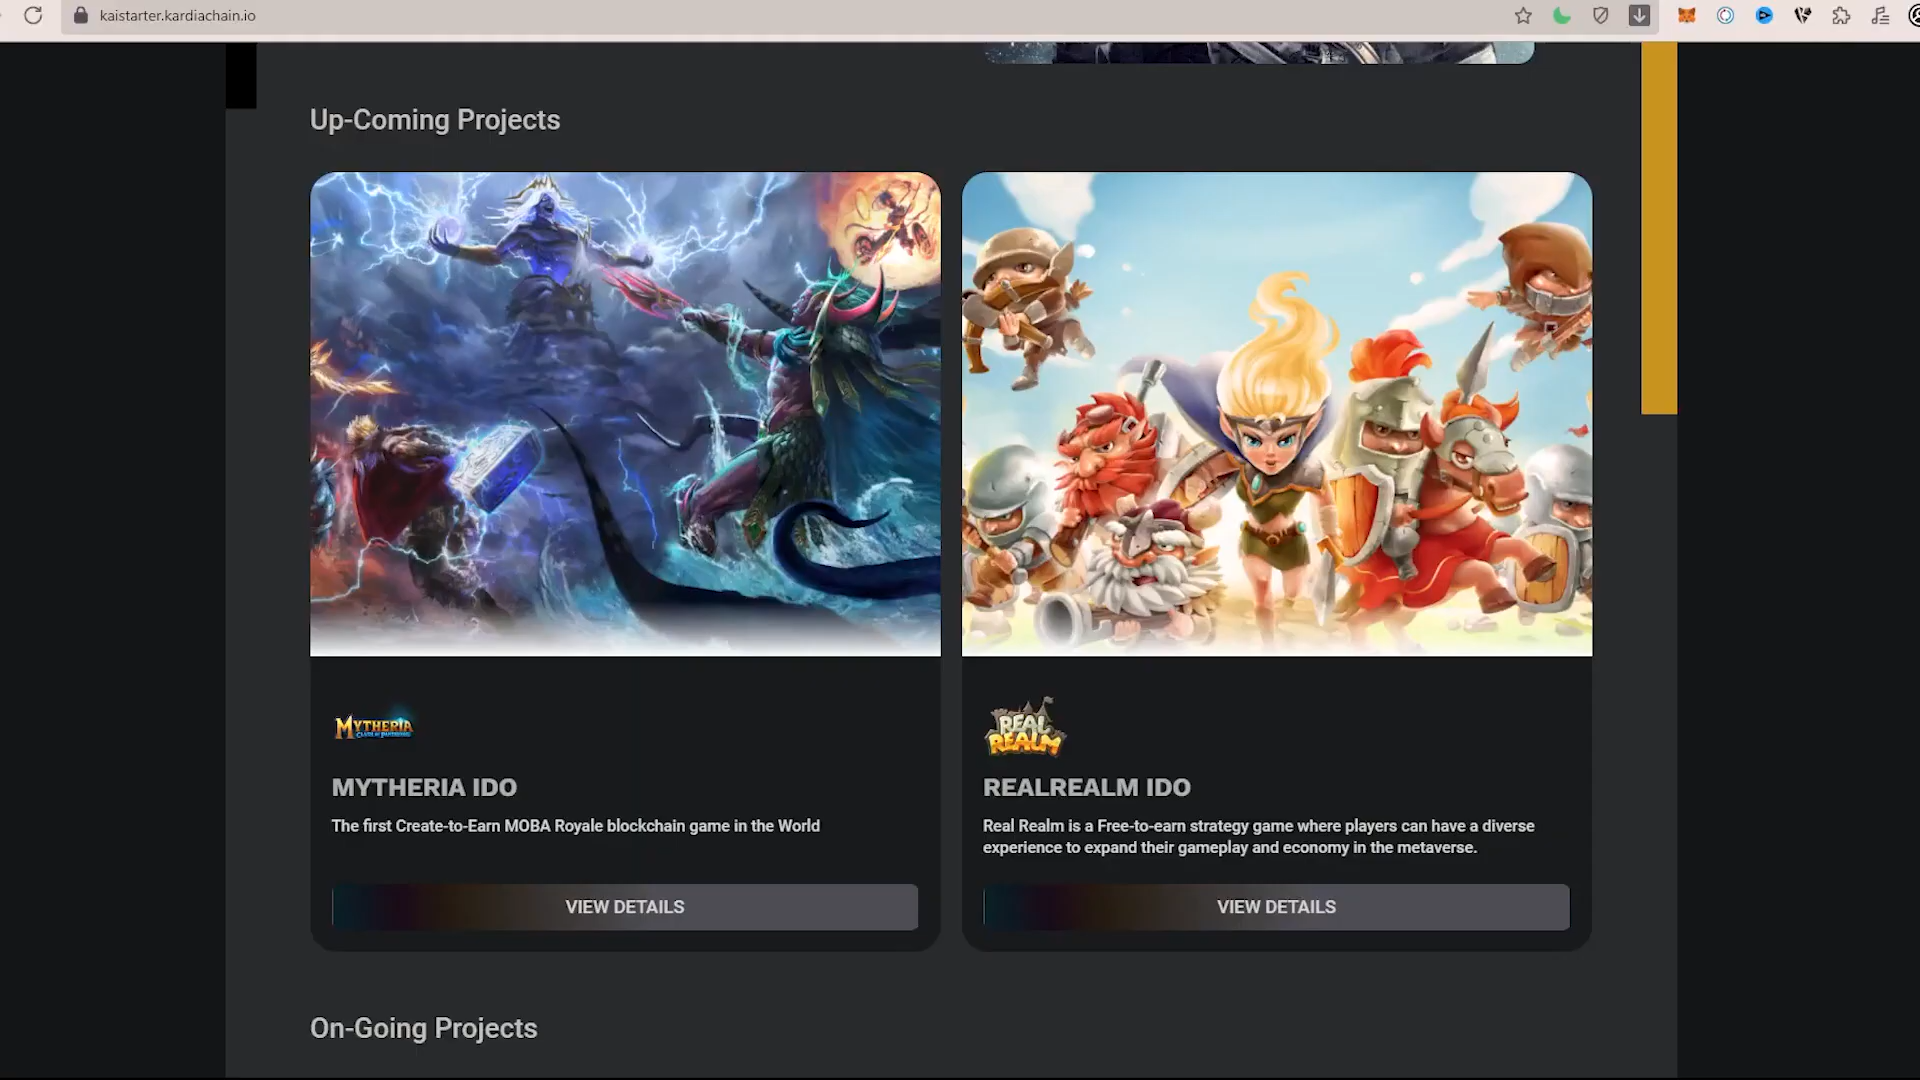 kaistarter.kardiachain.io
Up-Coming Projects
MYTHERIA
REAL
REALM
MYTHERIA IDO
The first Create-to-Earn MOBA Royale blockchain game in the World
VIEW DETAILS
REALREALM IDO
Real Realm is a Free-to-earn strategy game where players can have a diverse
experience to expand their gameplay and economy in the metaverse.
VIEW DETAILS
On-Going Projects